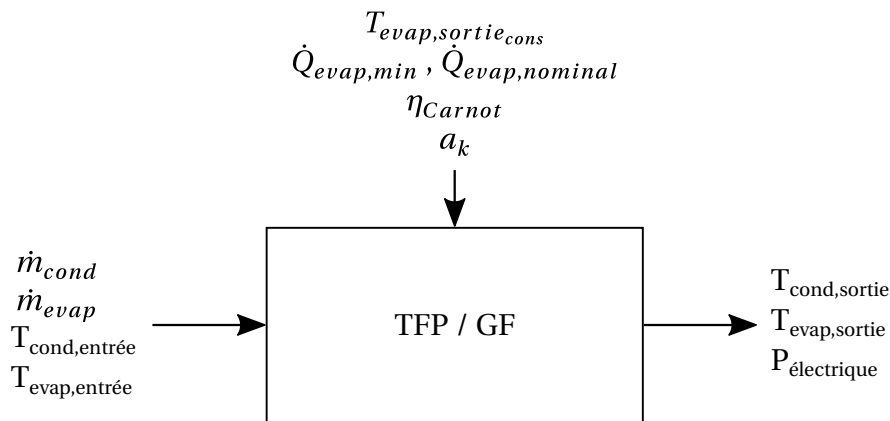 T_{evap,sortie_{cons}}
Q̇_{evap,min} , Q̇_{evap,nominal}
η_{Carnot}
a_k
ṁ_{cond}
ṁ_{evap}
T_{cond,entrée}
T_{evap,entrée}
TFP / GF
T_{cond,sortie}
T_{evap,sortie}
P_{électrique}